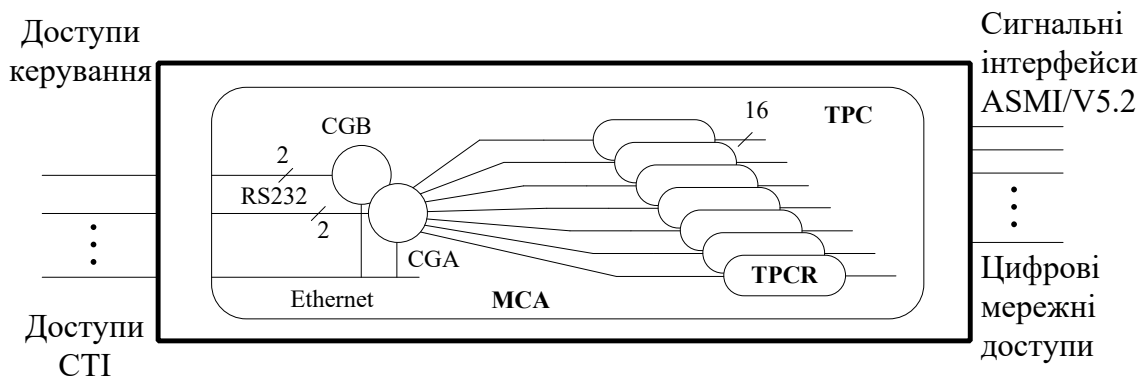 Доступи
керування
Сигнальні
інтерфейси
ASMI/V5.2
16
TPC
CGB
2
RS232
2
CGA
TPCR
Ethernet
MCA
Доступи
CTI
Цифрові
мережні
доступи